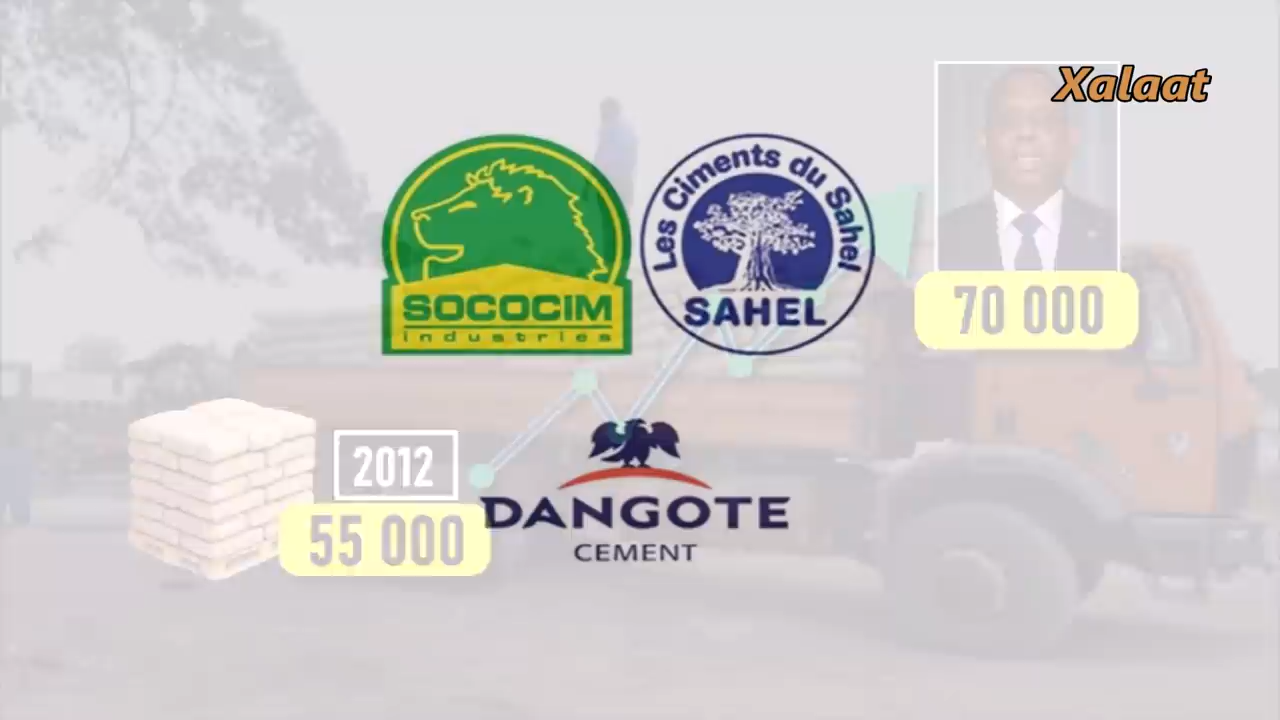 Xalaat
Les Ciments du Sahel
SAHEL
SOCOCIM
industries
70 000
2012
55 000
DANGOTE
CEMENT